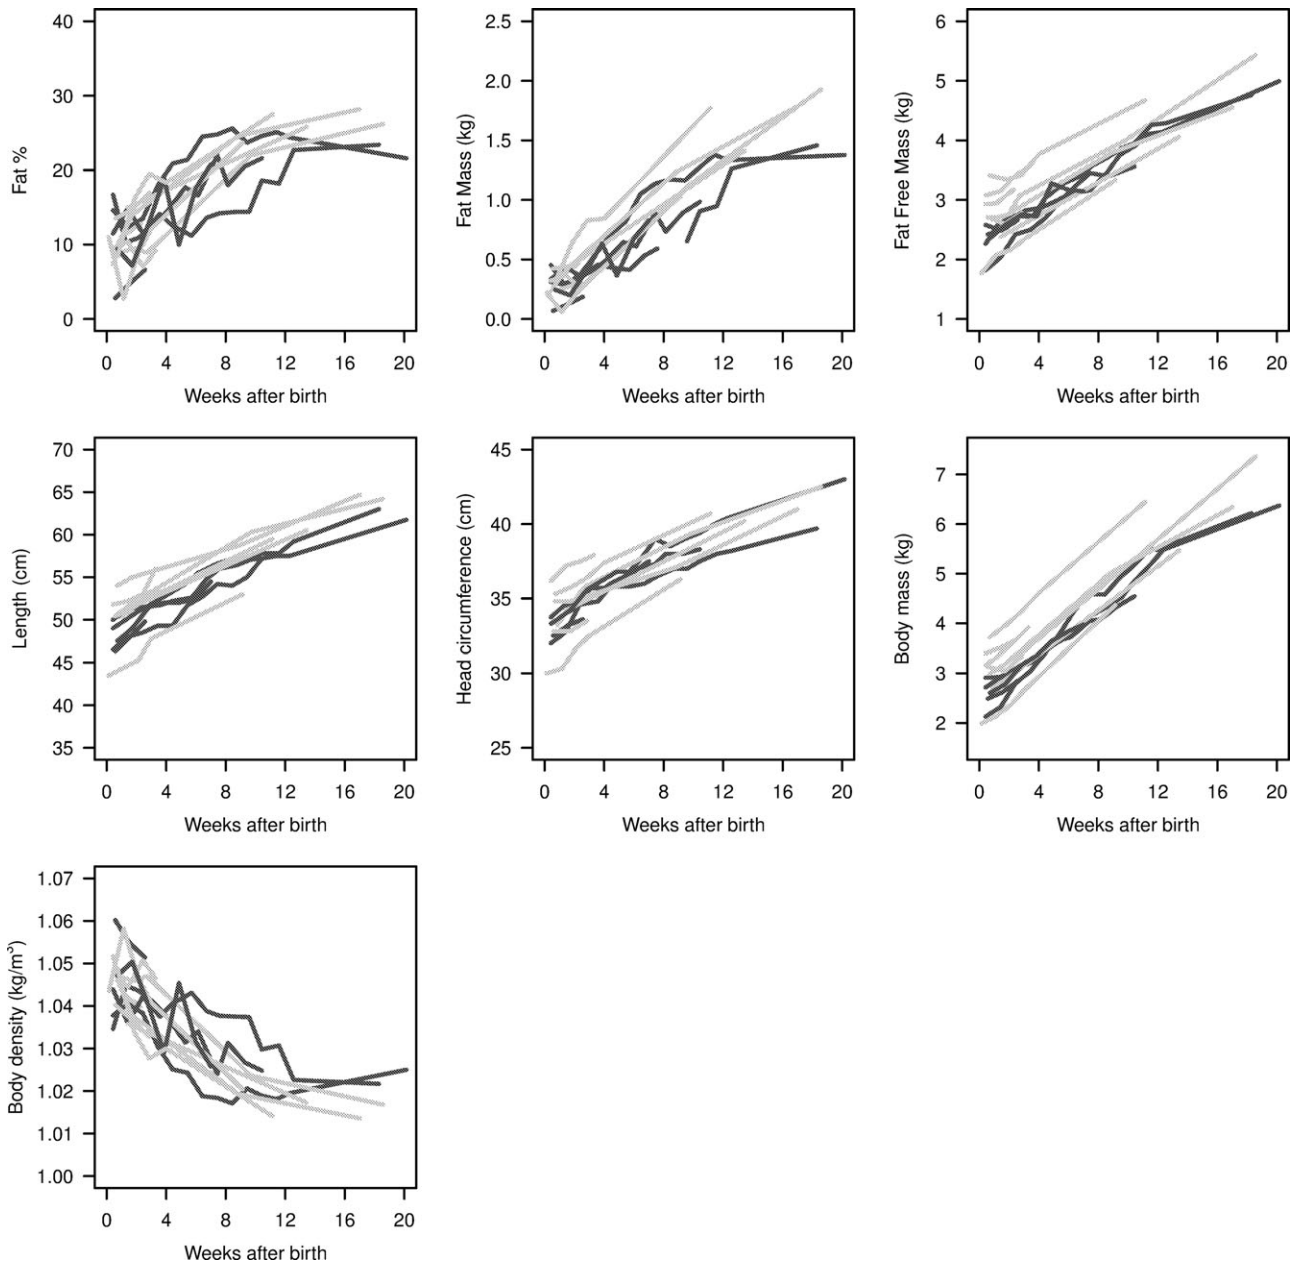 40
30
20
10
0
Fat %
0 4 8 12 16 20
Weeks after birth
2.5
2.0
1.5
1.0
0.5
0.0
Fat Mass (kg)
0 4 8 12 16 20
Weeks after birth
6
5
4
3
2
1
Fat Free Mass (kg)
0 4 8 12 16 20
Weeks after birth
70
65
60
55
50
45
40
35
Length (cm)
0 4 8 12 16 20
Weeks after birth
45
40
35
30
25
Head circumference (cm)
0 4 8 12 16 20
Weeks after birth
7
6
5
4
3
2
Body mass (kg)
0 4 8 12 16 20
Weeks after birth
1.07
1.06
1.05
1.04
1.03
1.02
1.01
1.00
Body density (kg/m³)
0 4 8 12 16 20
Weeks after birth